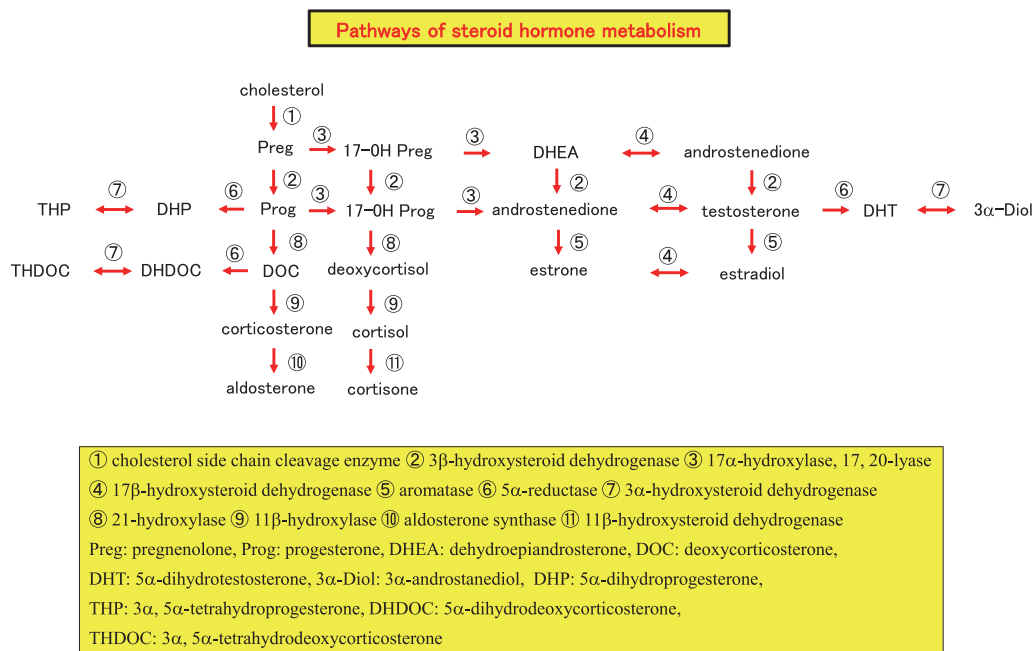 Pathways of steroid hormone metabolism
cholesterol
①
Preg ③ 17-OH Preg ③ DHEA ④ androstenedione
② ② ② ②
THP ⑦ DHP ⑥ Prog ③ 17-OH Prog ③ androstenedione ④ testosterone ⑥ DHT ⑦ 3α-Diol
⑧ ⑧ ⑤ ⑤
THDOC ⑦ DHDOC ⑥ DOC deoxycortisol estrone ④ estradiol
⑨ ⑨
corticosterone cortisol
⑩ ⑪
aldosterone cortisone
① cholesterol side chain cleavage enzyme ② 3β-hydroxysteroid dehydrogenase ③ 17α-hydroxylase, 17, 20-lyase
④ 17β-hydroxysteroid dehydrogenase ⑤ aromatase ⑥ 5α-reductase ⑦ 3α-hydroxysteroid dehydrogenase
⑧ 21-hydroxylase ⑨ 11β-hydroxylase ⑩ aldosterone synthase ⑪ 11β-hydroxysteroid dehydrogenase
Preg: pregnenolone, Prog: progesterone, DHEA: dehydroepiandrosterone, DOC: deoxycorticosterone,
DHT: 5α-dihydrotestosterone, 3α-Diol: 3α-androstanediol, DHP: 5α-dihydroprogesterone,
THP: 3α, 5α-tetrahydroprogesterone, DHDOC: 5α-dihydrodeoxycorticosterone,
THDOC: 3α, 5α-tetrahydrodeoxycorticosterone